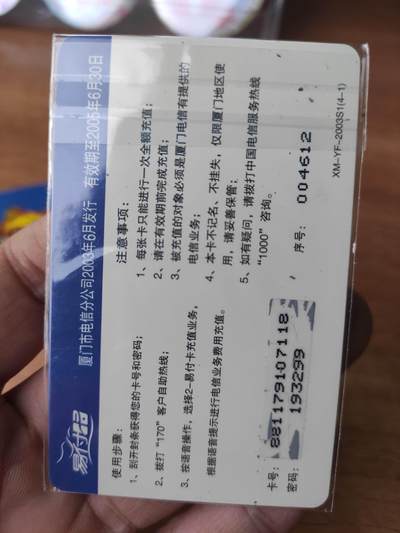 厦门市电信分公司2003年6月发行 有效期至2005年6月30日
易付通
使用步骤：
1、刮开封条获得您的卡号和密码；
2、拨打“170”客户自助热线；
3、按语音操作，选择2-易付卡充值业务，
根据语音提示进行电信业务费用充值。
卡号：881179407118
密码：193299
注意事项：
1、每张卡只能进行一次全额充值；
2、请在有效期前完成充值；
3、被充值的对象必须是厦门电信有提供的
电信业务；
4、本卡不记名、不挂失，仅限厦门地区使
用，请妥善保管；
5、如有疑问，请拨打中国电信服务热线
“1000”咨询。
序号：004612
XM-YF-2003S1(4-1)